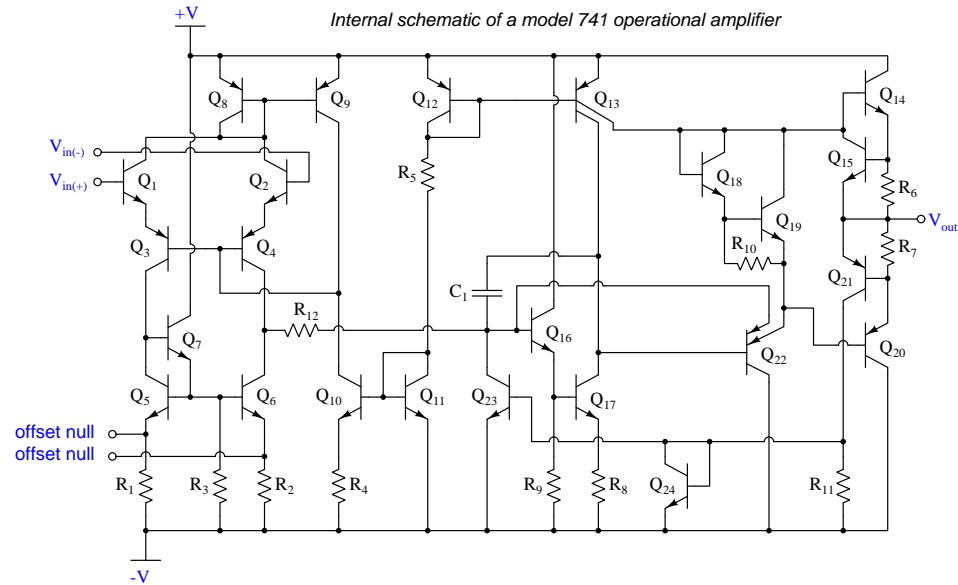 Internal schematic of a model 741 operational amplifier
+V
Q8
Q9
Q12
Q13
Q14
Vin(-)
Vin(+)
Q1
Q2
R5
Q15
Q18
R6
Q19
Vout
Q3
Q4
R10
R7
Q21
C1
R12
Q7
Q16
Q22
Q20
Q5
Q6
Q10
Q11
Q23
Q17
offset null
offset null
R1
R3
R2
R4
R9
R8
Q24
R11
-V